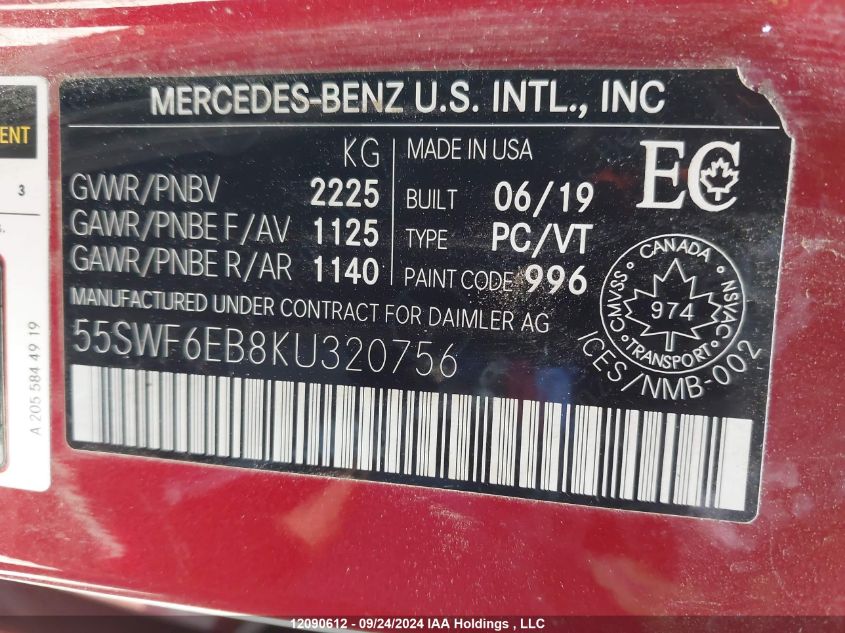 MERCEDES-BENZ U.S. INTL., INC
KG
GVWR/PNBV 2225
GAWR/PNBE F/AV 1125
GAWR/PNBE R/AR 1140
MADE IN USA
BUILT 06/19
TYPE PC/VT
PAINT CODE 996
EC
MANUFACTURED UNDER CONTRACT FOR DAIMLER AG
55SWF6EB8KU320756
CANADA
CMVSS 974 NSVAC
TRANSPORT
ICES/NMB-002
ENT
3
s.
A 205 584 49 19
12090612 - 09/24/2024 IAA Holdings , LLC